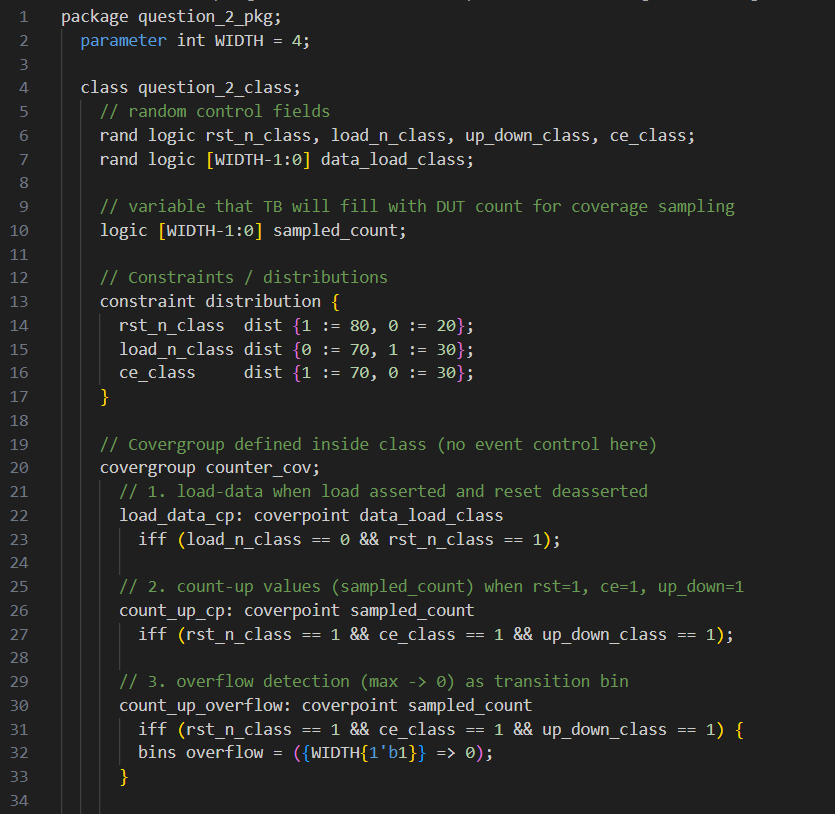 1 package question_2_pkg;
2 parameter int WIDTH = 4;
3
4 class question_2_class;
5 // random control fields
6 rand logic rst_n_class, load_n_class, up_down_class, ce_class;
7 rand logic [WIDTH-1:0] data_load_class;
8
9 // variable that TB will fill with DUT count for coverage sampling
10 logic [WIDTH-1:0] sampled_count;
11
12 // Constraints / distributions
13 constraint distribution {
14 rst_n_class  dist {1 := 80, 0 := 20};
15 load_n_class dist {0 := 70, 1 := 30};
16 ce_class     dist {1 := 70, 0 := 30};
17 }
18
19 // Covergroup defined inside class (no event control here)
20 covergroup counter_cov;
21 // 1. load-data when load asserted and reset deasserted
22 load_data_cp: coverpoint data_load_class
23 iff (load_n_class == 0 && rst_n_class == 1);
24
25 // 2. count-up values (sampled_count) when rst=1, ce=1, up_down=1
26 count_up_cp: coverpoint sampled_count
27 iff (rst_n_class == 1 && ce_class == 1 && up_down_class == 1);
28
29 // 3. overflow detection (max -> 0) as transition bin
30 count_up_overflow: coverpoint sampled_count
31 iff (rst_n_class == 1 && ce_class == 1 && up_down_class == 1) {
32 bins overflow = ({WIDTH{1'b1}} => 0);
33 }
34